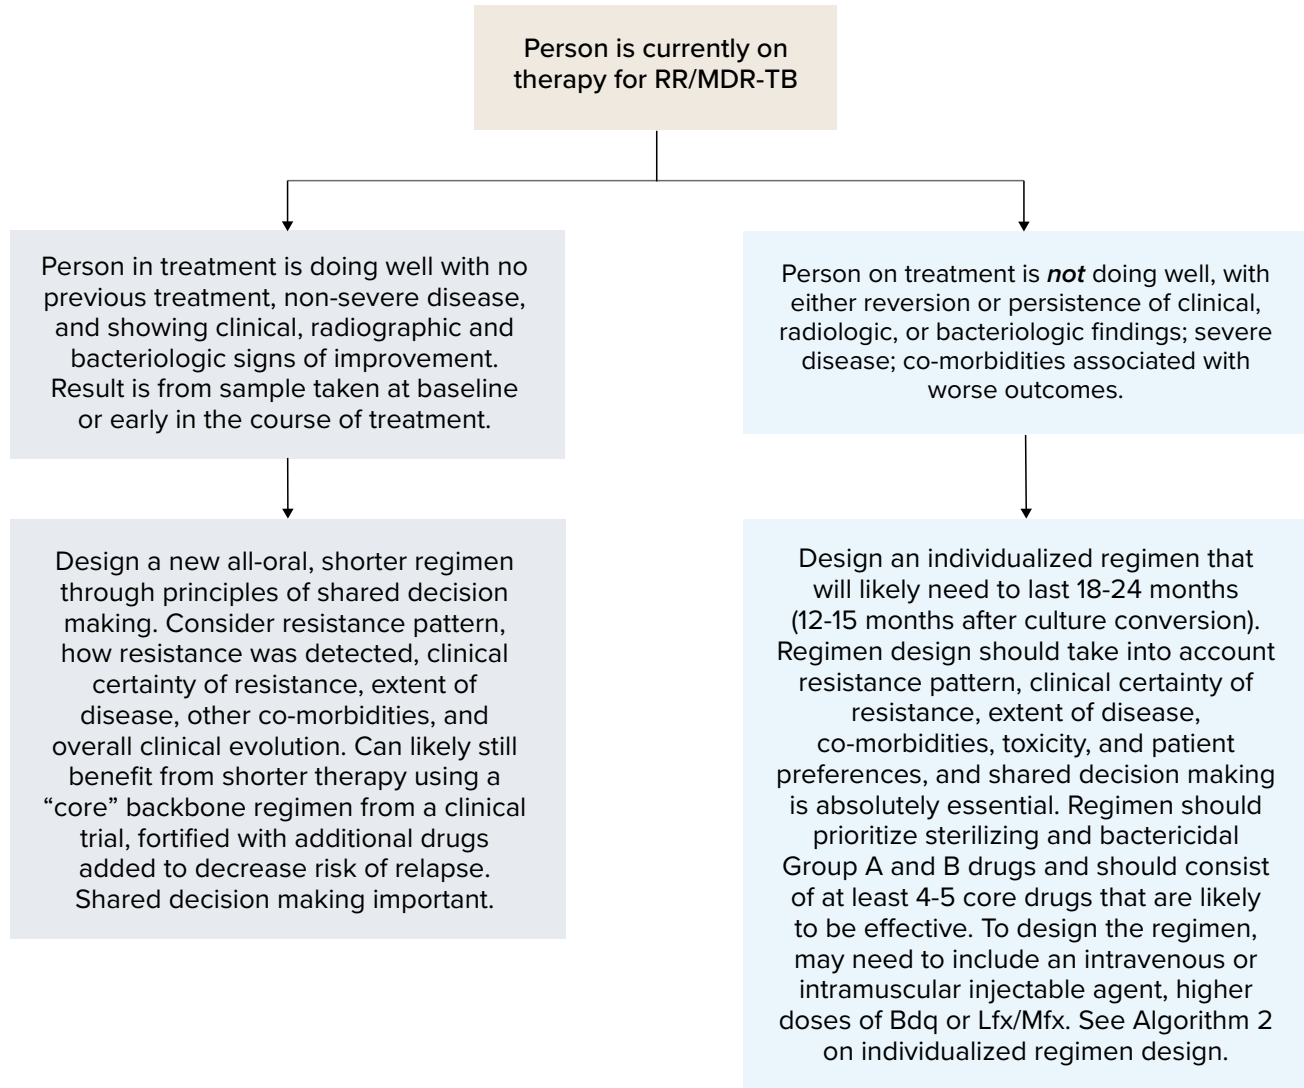 Person is currently on
therapy for RR/MDR-TB
Person in treatment is doing well with no
previous treatment, non-severe disease,
and showing clinical, radiographic and
bacteriologic signs of improvement.
Result is from sample taken at baseline
or early in the course of treatment.
Person on treatment is not doing well, with
either reversion or persistence of clinical,
radiologic, or bacteriologic findings; severe
disease; co-morbidities associated with
worse outcomes.
Design a new all-oral, shorter regimen
through principles of shared decision
making. Consider resistance pattern,
how resistance was detected, clinical
certainty of resistance, extent of
disease, other co-morbidities, and
overall clinical evolution. Can likely still
benefit from shorter therapy using a
“core” backbone regimen from a clinical
trial, fortified with additional drugs
added to decrease risk of relapse.
Shared decision making important.
Design an individualized regimen that
will likely need to last 18-24 months
(12-15 months after culture conversion).
Regimen design should take into account
resistance pattern, clinical certainty of
resistance, extent of disease,
co-morbidities, toxicity, and patient
preferences, and shared decision making
is absolutely essential. Regimen should
prioritize sterilizing and bactericidal
Group A and B drugs and should consist
of at least 4-5 core drugs that are likely
to be effective. To design the regimen,
may need to include an intravenous or
intramuscular injectable agent, higher
doses of Bdq or Lfx/Mfx. See Algorithm 2
on individualized regimen design.